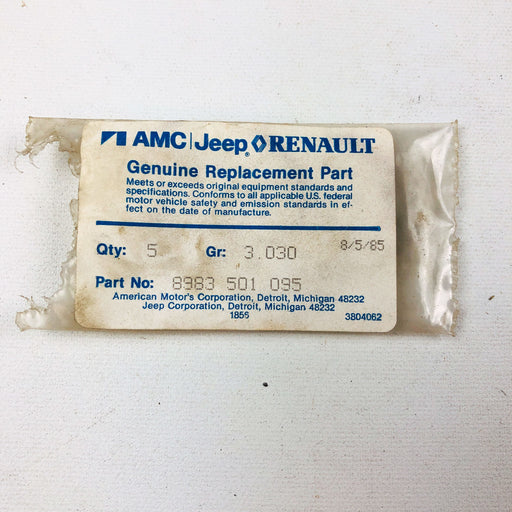 AMC | Jeep® RENAULT
Genuine Replacement Part
Meets or exceeds original equipment standards and
specifications. Conforms to all applicable U.S. federal
motor vehicle safety and emission standards in ef-
fect on the date of manufacture.
Qty: 5 Gr: 3.030 8/5/85
Part No: 8983 501 095
American Motor's Corporation, Detroit, Michigan 48232
Jeep Corporation, Detroit, Michigan 48232
1856 3804062